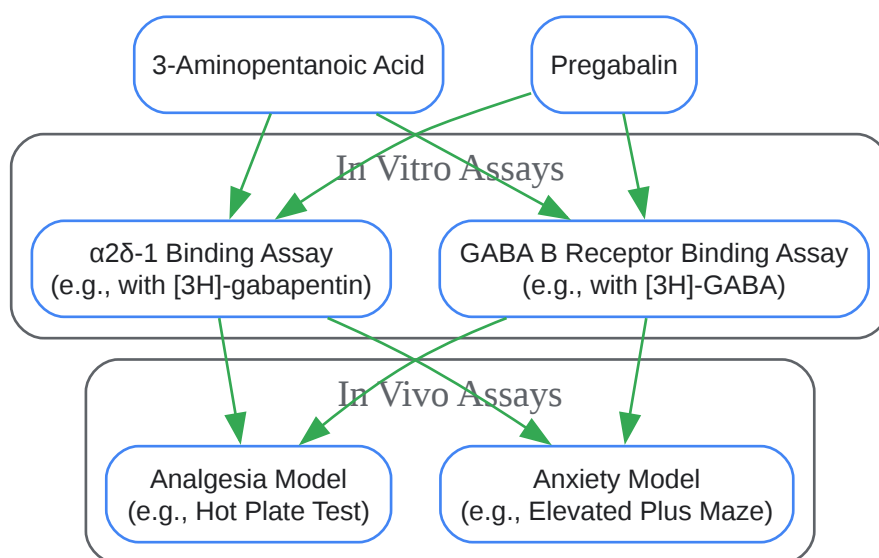 3-Aminopentanoic Acid
Pregabalin
In Vitro Assays
α2δ-1 Binding Assay
(e.g., with [3H]-gabapentin)
GABA B Receptor Binding Assay
(e.g., with [3H]-GABA)
In Vivo Assays
Analgesia Model
(e.g., Hot Plate Test)
Anxiety Model
(e.g., Elevated Plus Maze)